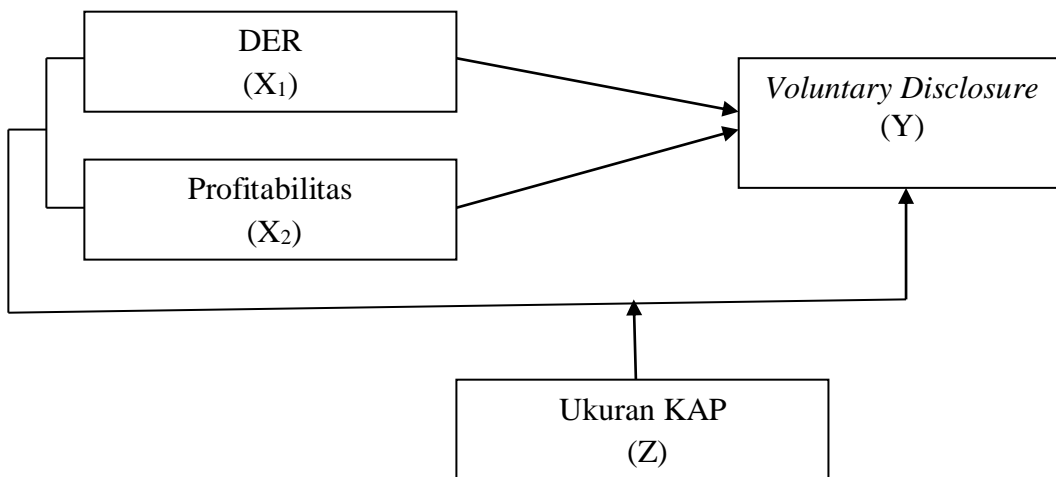 DER
(X₁)
Voluntary Disclosure
(Y)
Profitabilitas
(X₂)
Ukuran KAP
(Z)